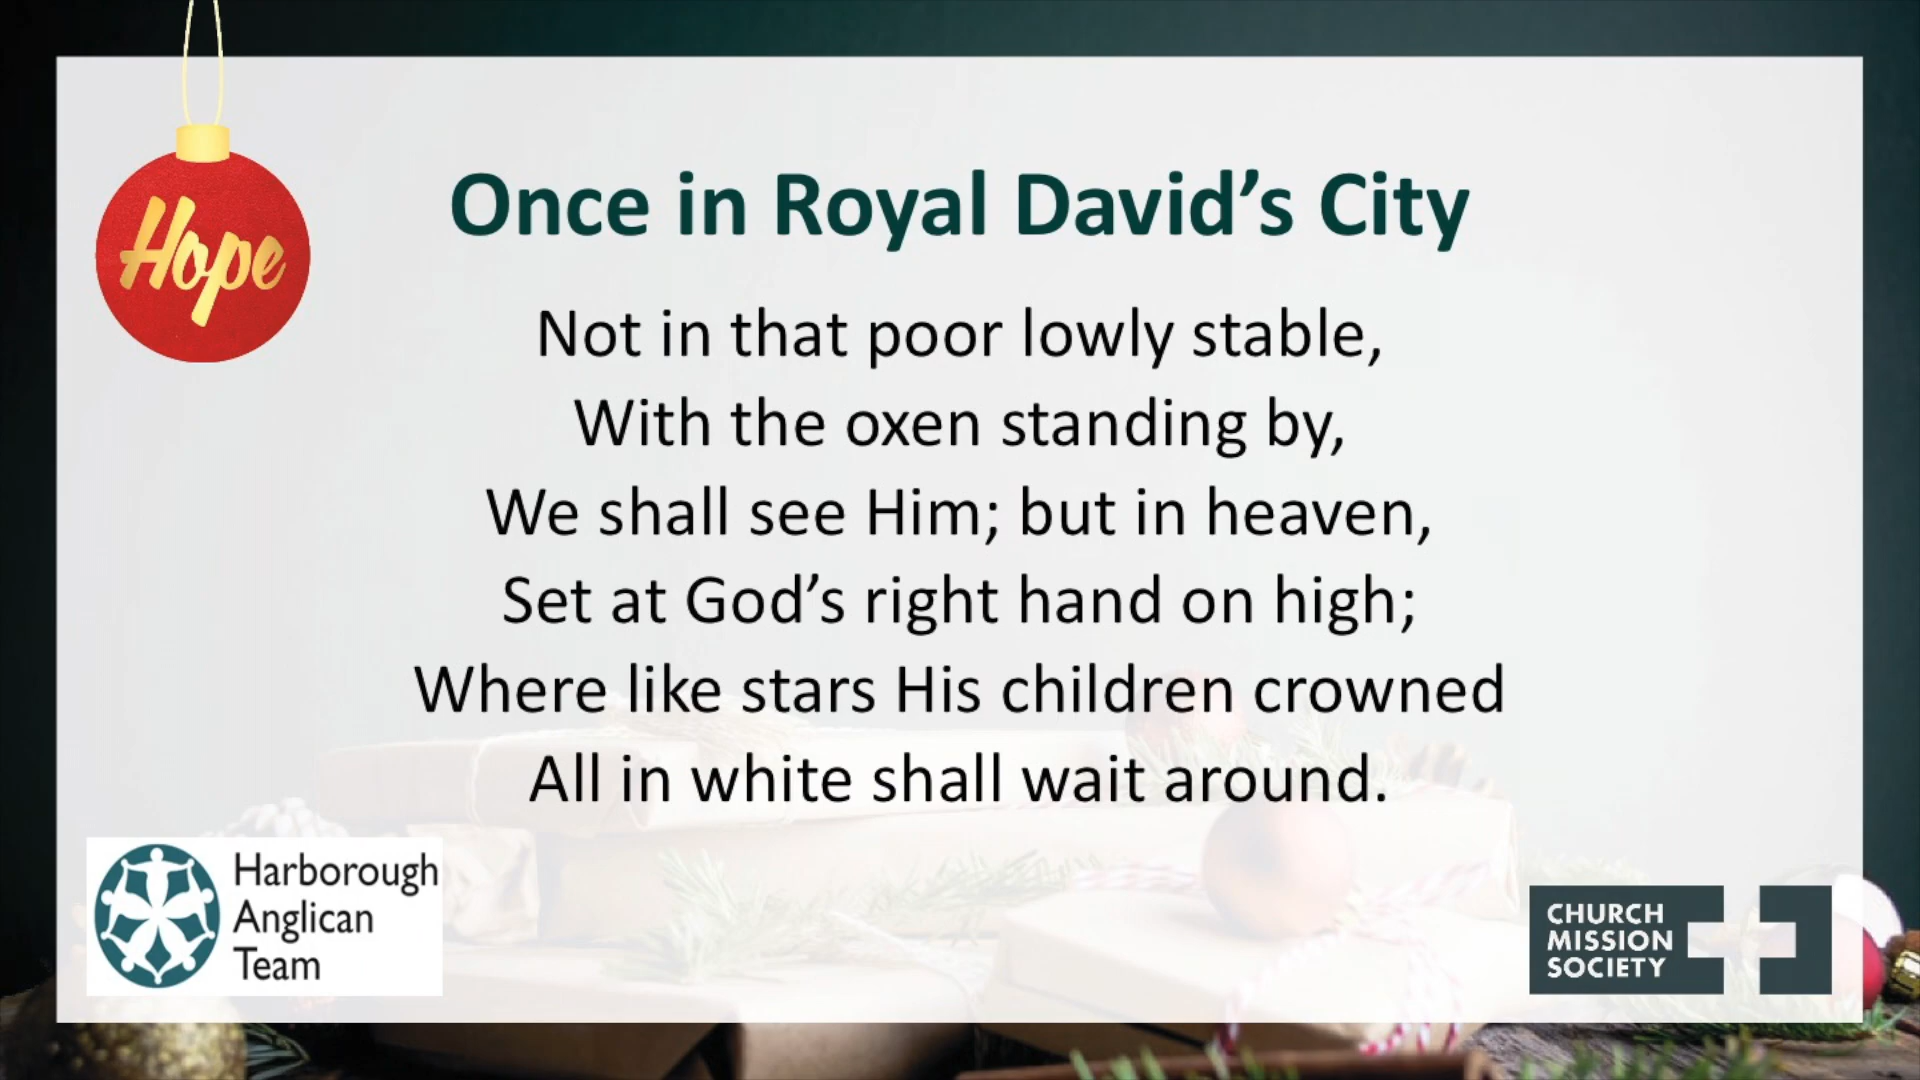 Hope
Once in Royal David’s City
Not in that poor lowly stable,
With the oxen standing by,
We shall see Him; but in heaven,
Set at God’s right hand on high;
Where like stars His children crowned
All in white shall wait around.
Harborough
Anglican
Team
CHURCH
MISSION
SOCIETY